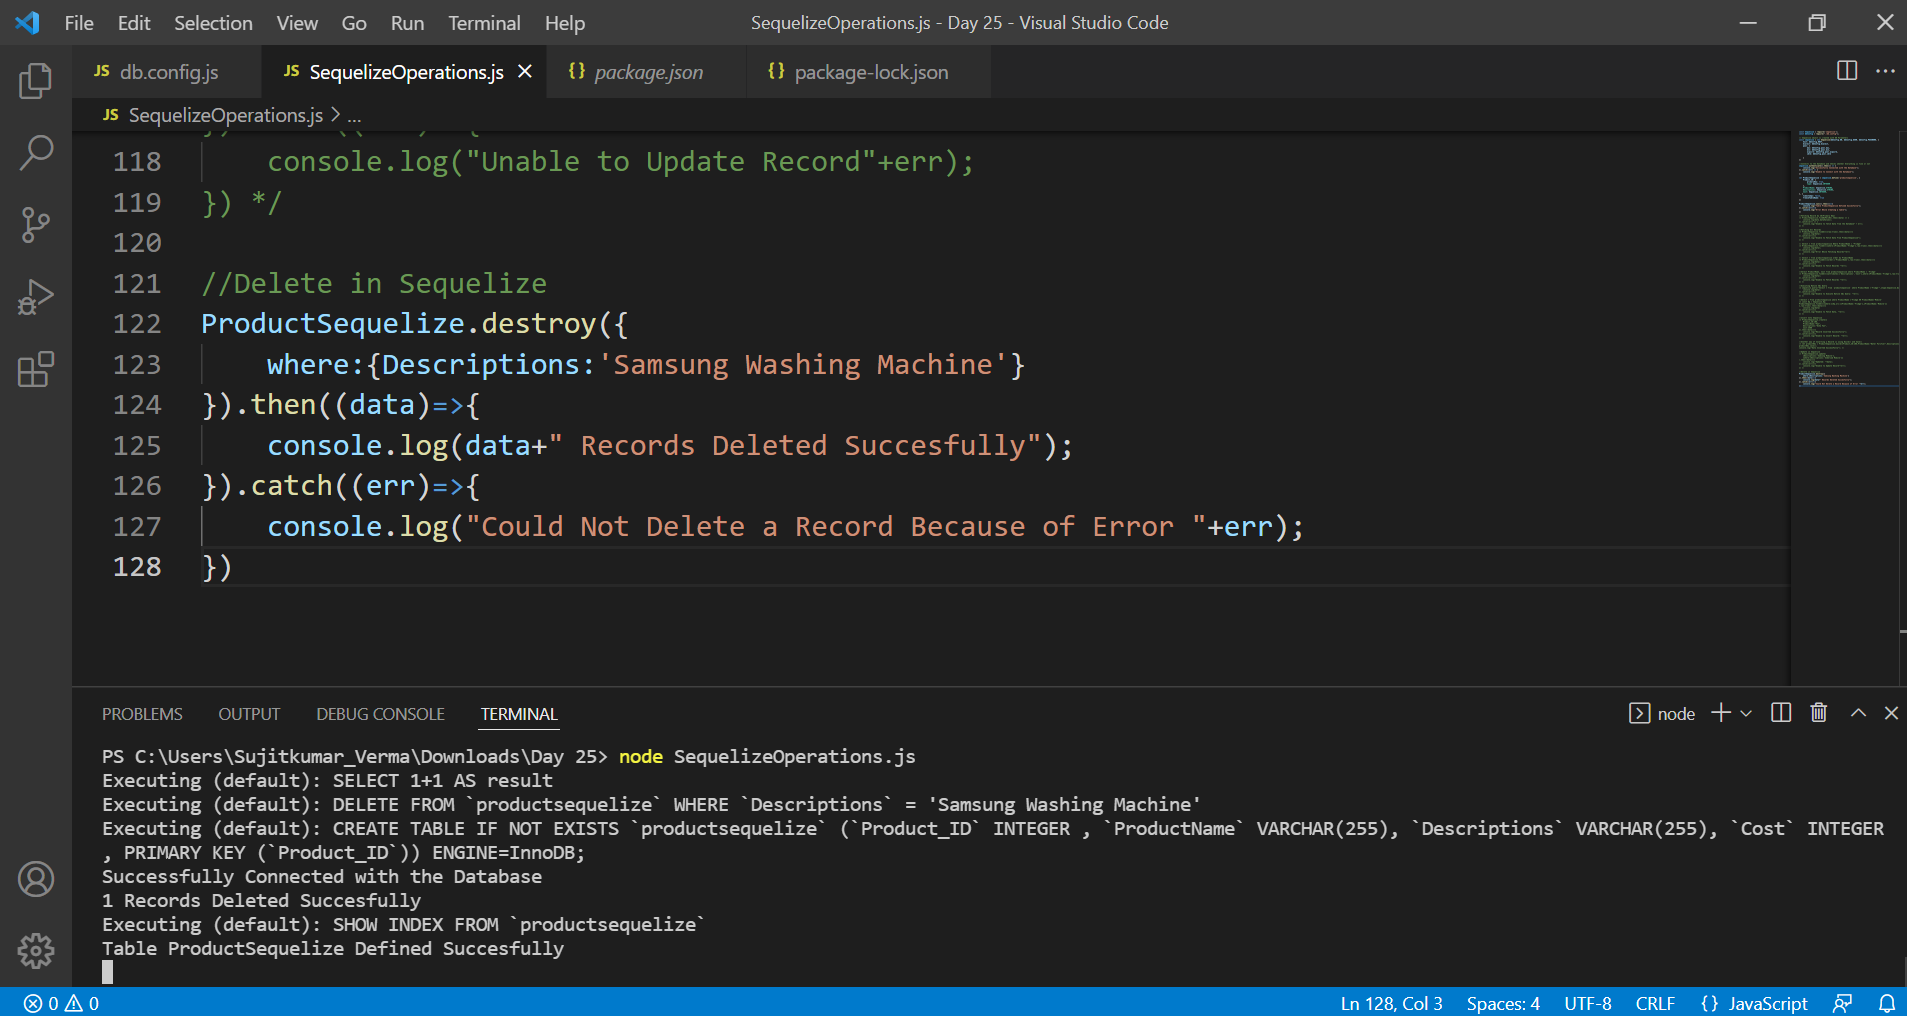 File Edit Selection View Go Run Terminal Help SequelizeOperations.js - Day 25 - Visual Studio Code
JS db.config.js JS SequelizeOperations.js {} package.json {} package-lock.json
JS SequelizeOperations.js > ...
118 console.log("Unable to Update Record"+err);
119 }) */
120
121 //Delete in Sequelize
122 ProductSequelize.destroy({
123 where:{Descriptions:'Samsung Washing Machine'}
124 }).then((data)=>{
125 console.log(data+" Records Deleted Succesfully");
126 }).catch((err)=>{
127 console.log("Could Not Delete a Record Because of Error "+err);
128 })
PROBLEMS OUTPUT DEBUG CONSOLE TERMINAL node
PS C:\Users\Sujitkumar_Verma\Downloads\Day 25> node SequelizeOperations.js
Executing (default): SELECT 1+1 AS result
Executing (default): DELETE FROM `productsequelize` WHERE `Descriptions` = 'Samsung Washing Machine'
Executing (default): CREATE TABLE IF NOT EXISTS `productsequelize` (`Product_ID` INTEGER , `ProductName` VARCHAR(255), `Descriptions` VARCHAR(255), `Cost` INTEGER
, PRIMARY KEY (`Product_ID`)) ENGINE=InnoDB;
Successfully Connected with the Database
1 Records Deleted Succesfully
Executing (default): SHOW INDEX FROM `productsequelize`
Table ProductSequelize Defined Succesfully
0 0 Ln 128, Col 3 Spaces: 4 UTF-8 CRLF {} JavaScript